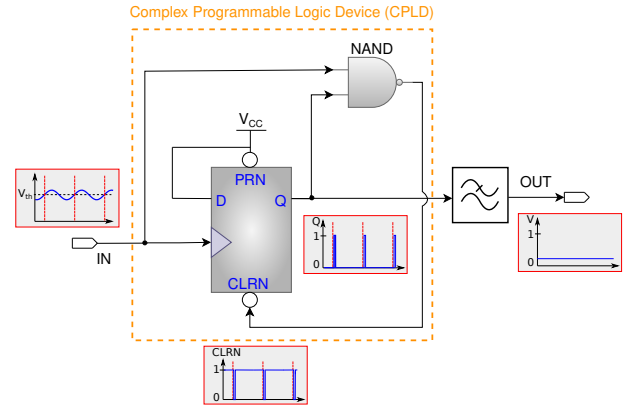 Complex Programmable Logic Device (CPLD)
NAND
VCC
PRN
D
Q
CLRN
Vth
IN
OUT
Q
1
0
V
1
0
CLRN
1
0